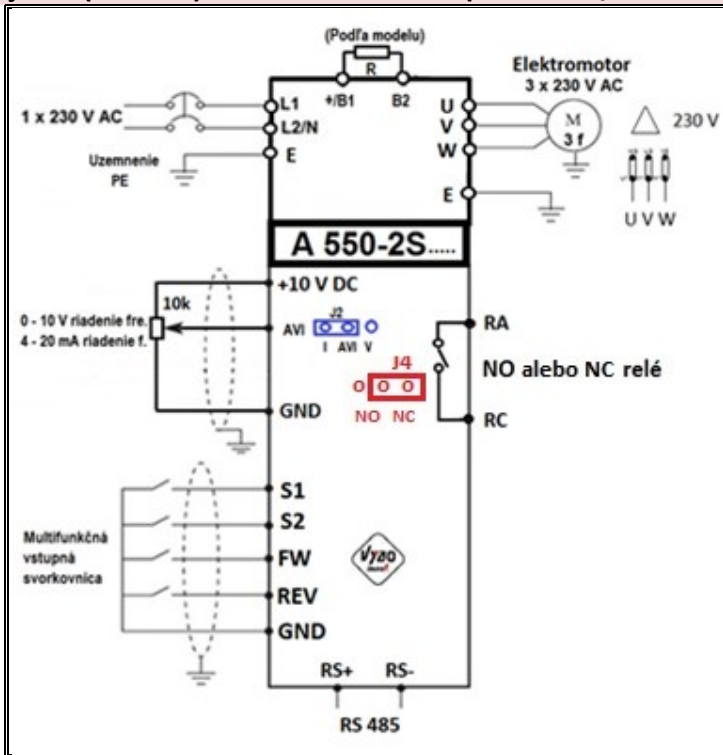 (Podľa modelu)
R
+/B1 B2
Elektromotor
3 x 230 V AC
1 x 230 V AC
L1
L2/N
E
Uzemnenie
PE
U
V
W
E
M
3 f
230 V
U V W
A 550-2S.....
+10 V DC
10k
0 - 10 V riadenie fre.
4 - 20 mA riadenie f.
AVI
J2
I AVI V
GND
J4
NO NC
RA
NO alebo NC relé
RC
Multifunkčná
vstupná
svorkovnica
S1
S2
FW
REV
GND
VYBO
RS+ RS-
RS 485